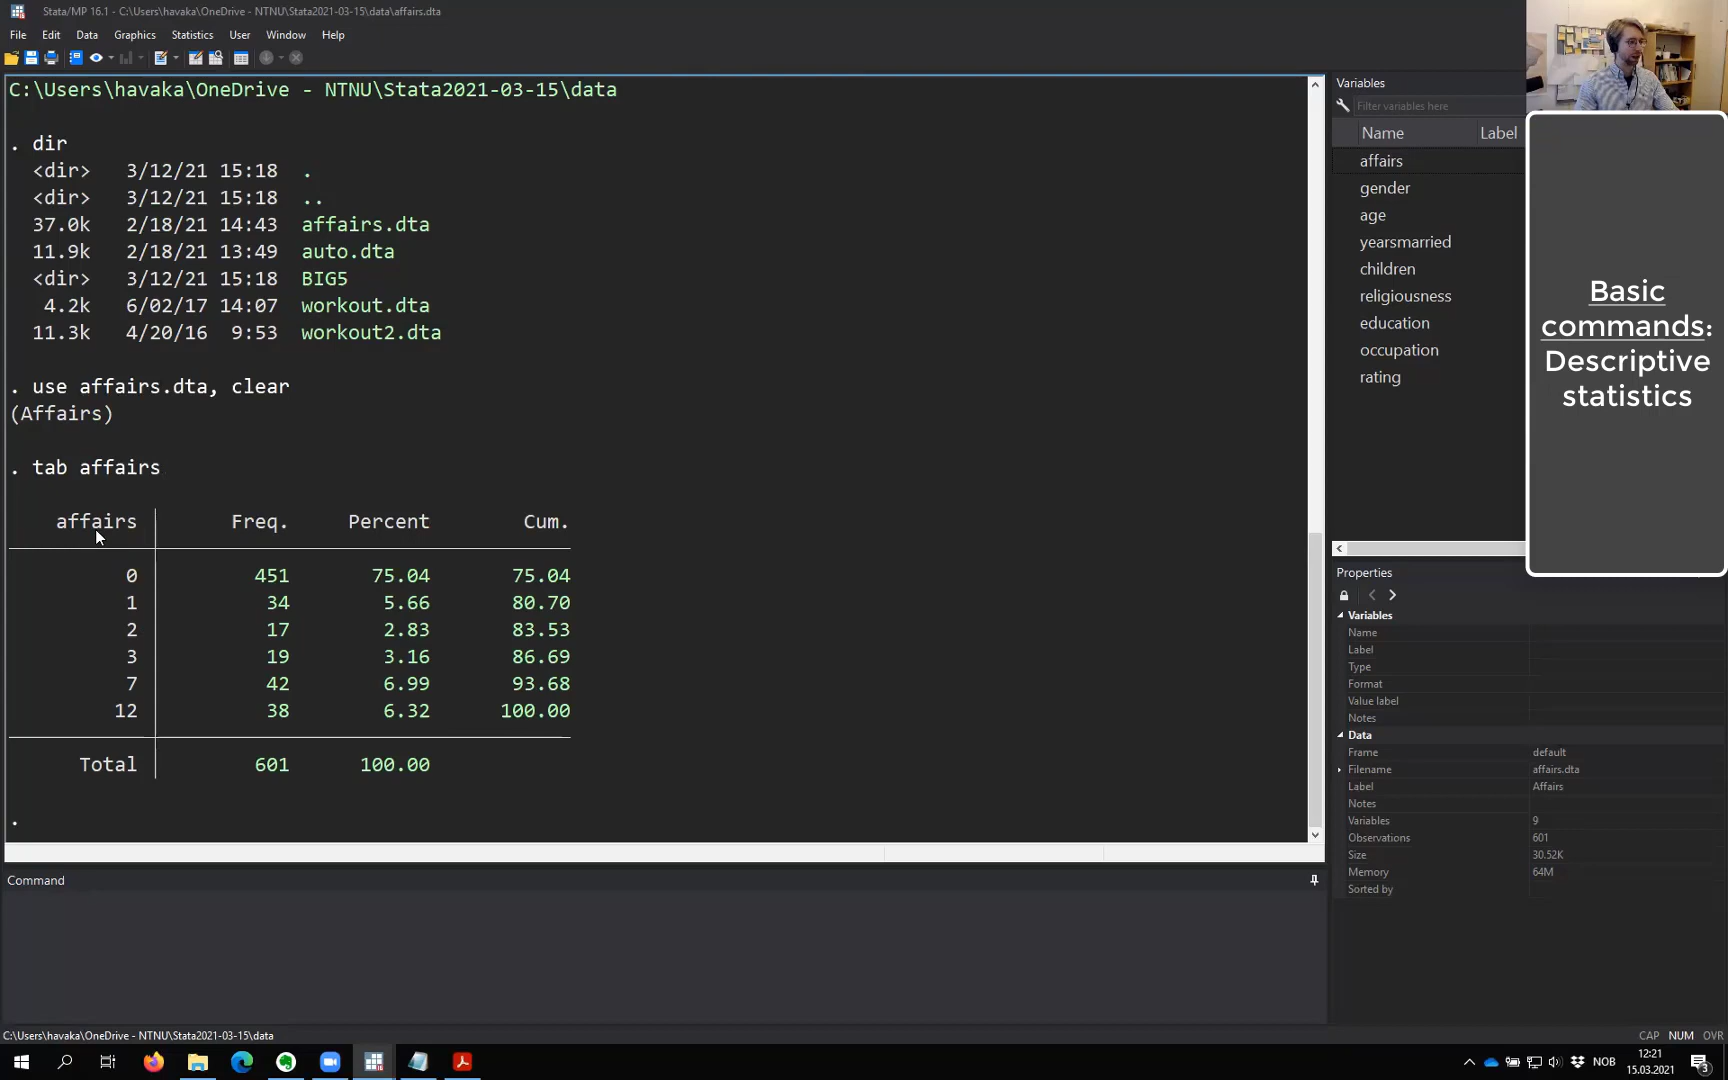 Stata/MP 16.1 - C:\Users\havaka\OneDrive - NTNU\Stata2021-03-15\data\affairs.dta
File Edit Data Graphics Statistics User Window Help
C:\Users\havaka\OneDrive - NTNU\Stata2021-03-15\data
. dir
<dir> 3/12/21 15:18 .
<dir> 3/12/21 15:18 ..
37.0k 2/18/21 14:43 affairs.dta
11.9k 2/18/21 13:49 auto.dta
<dir> 3/12/21 15:18 BIG5
4.2k 6/02/17 14:07 workout.dta
11.3k 4/20/16 9:53 workout2.dta
. use affairs.dta, clear
(Affairs)
. tab affairs
affairs Freq. Percent Cum.
0 451 75.04 75.04
1 34 5.66 80.70
2 17 2.83 83.53
3 19 3.16 86.69
7 42 6.99 93.68
12 38 6.32 100.00
Total 601 100.00
.
Command
Variables
Filter variables here
Name Label
affairs
gender
age
yearsmarried
children
religiousness
education
occupation
rating
Basic
commands:
Descriptive
statistics
Properties
Variables
Name
Label
Type
Format
Value label
Notes
Data
Frame default
Filename affairs.dta
Label Affairs
Notes
Variables 9
Observations 601
Size 30.52K
Memory 64M
Sorted by
C:\Users\havaka\OneDrive - NTNU\Stata2021-03-15\data
CAP NUM OVR
NOB
12:21
15.03.2021
3